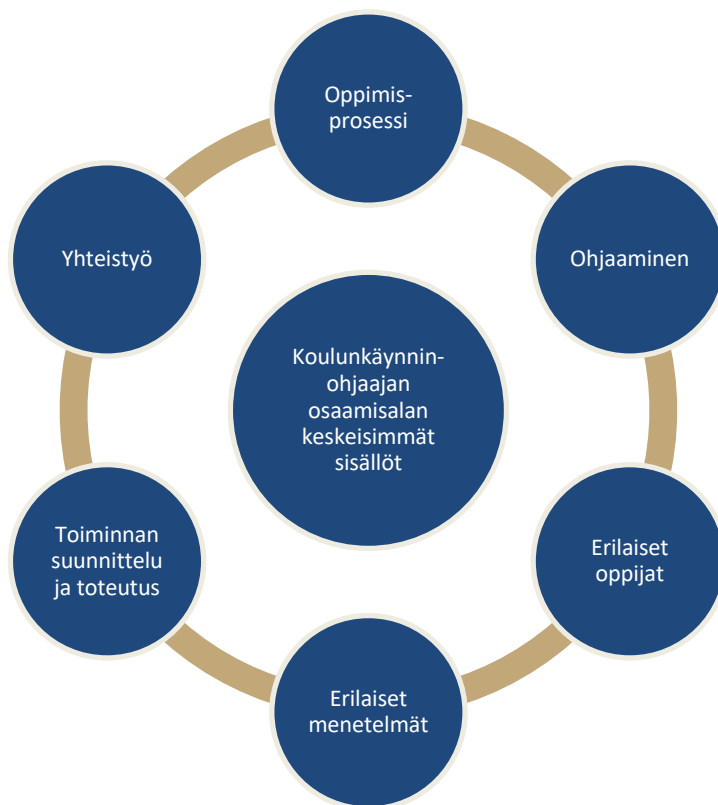 Oppimis-
prosessi
Ohjaaminen
Erilaiset
oppijat
Erilaiset
menetelmät
Toiminnan
suunnittelu
ja toteutus
Yhteistyö
Koulunkäynnin-
ohjaajan
osaamisalan
keskeisimmät
sisällöt